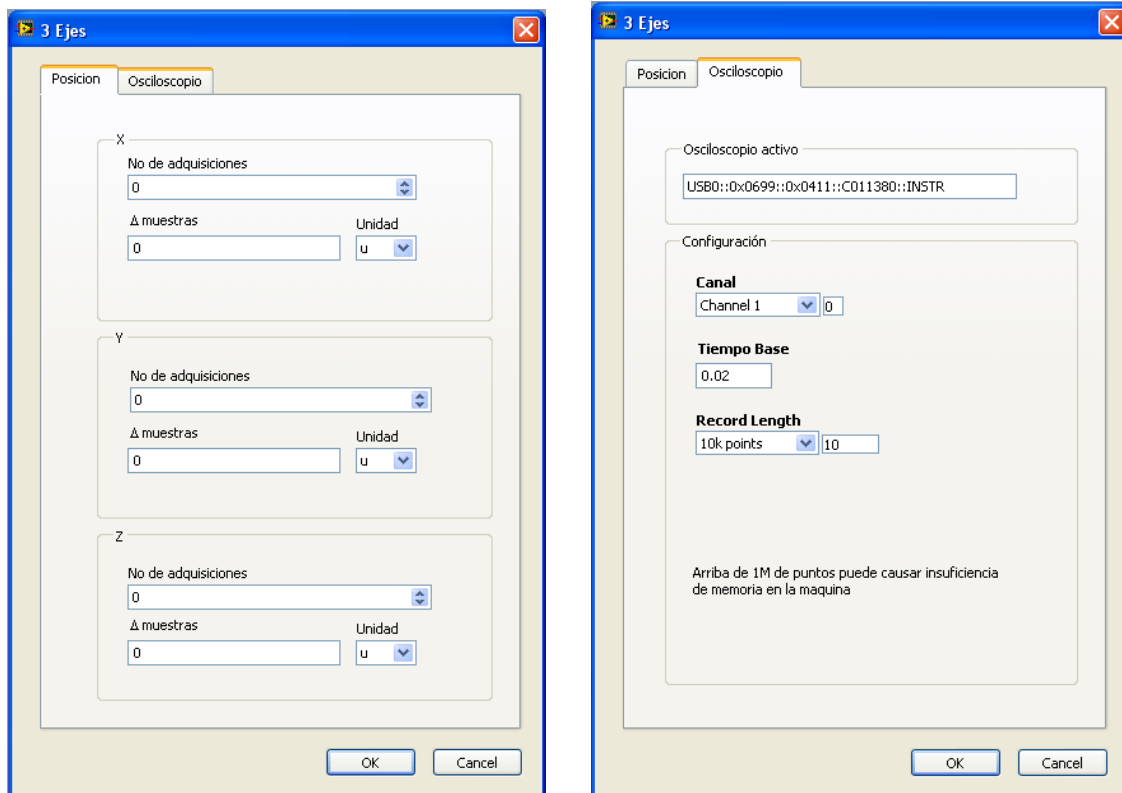 3 Ejes
Posicion
Osciloscopio
X
No de adquisiciones
0
Δ muestras
Unidad
0
u
Y
No de adquisiciones
0
Δ muestras
Unidad
0
u
Z
No de adquisiciones
0
Δ muestras
Unidad
0
u
OK
Cancel
3 Ejes
Posicion
Osciloscopio
Osciloscopio activo
USB0::0x0699::0x0411::C011380::INSTR
Configuración
Canal
Channel 1
0
Tiempo Base
0.02
Record Length
10k points
10
Arriba de 1M de puntos puede causar insuficiencia
de memoria en la maquina
OK
Cancel